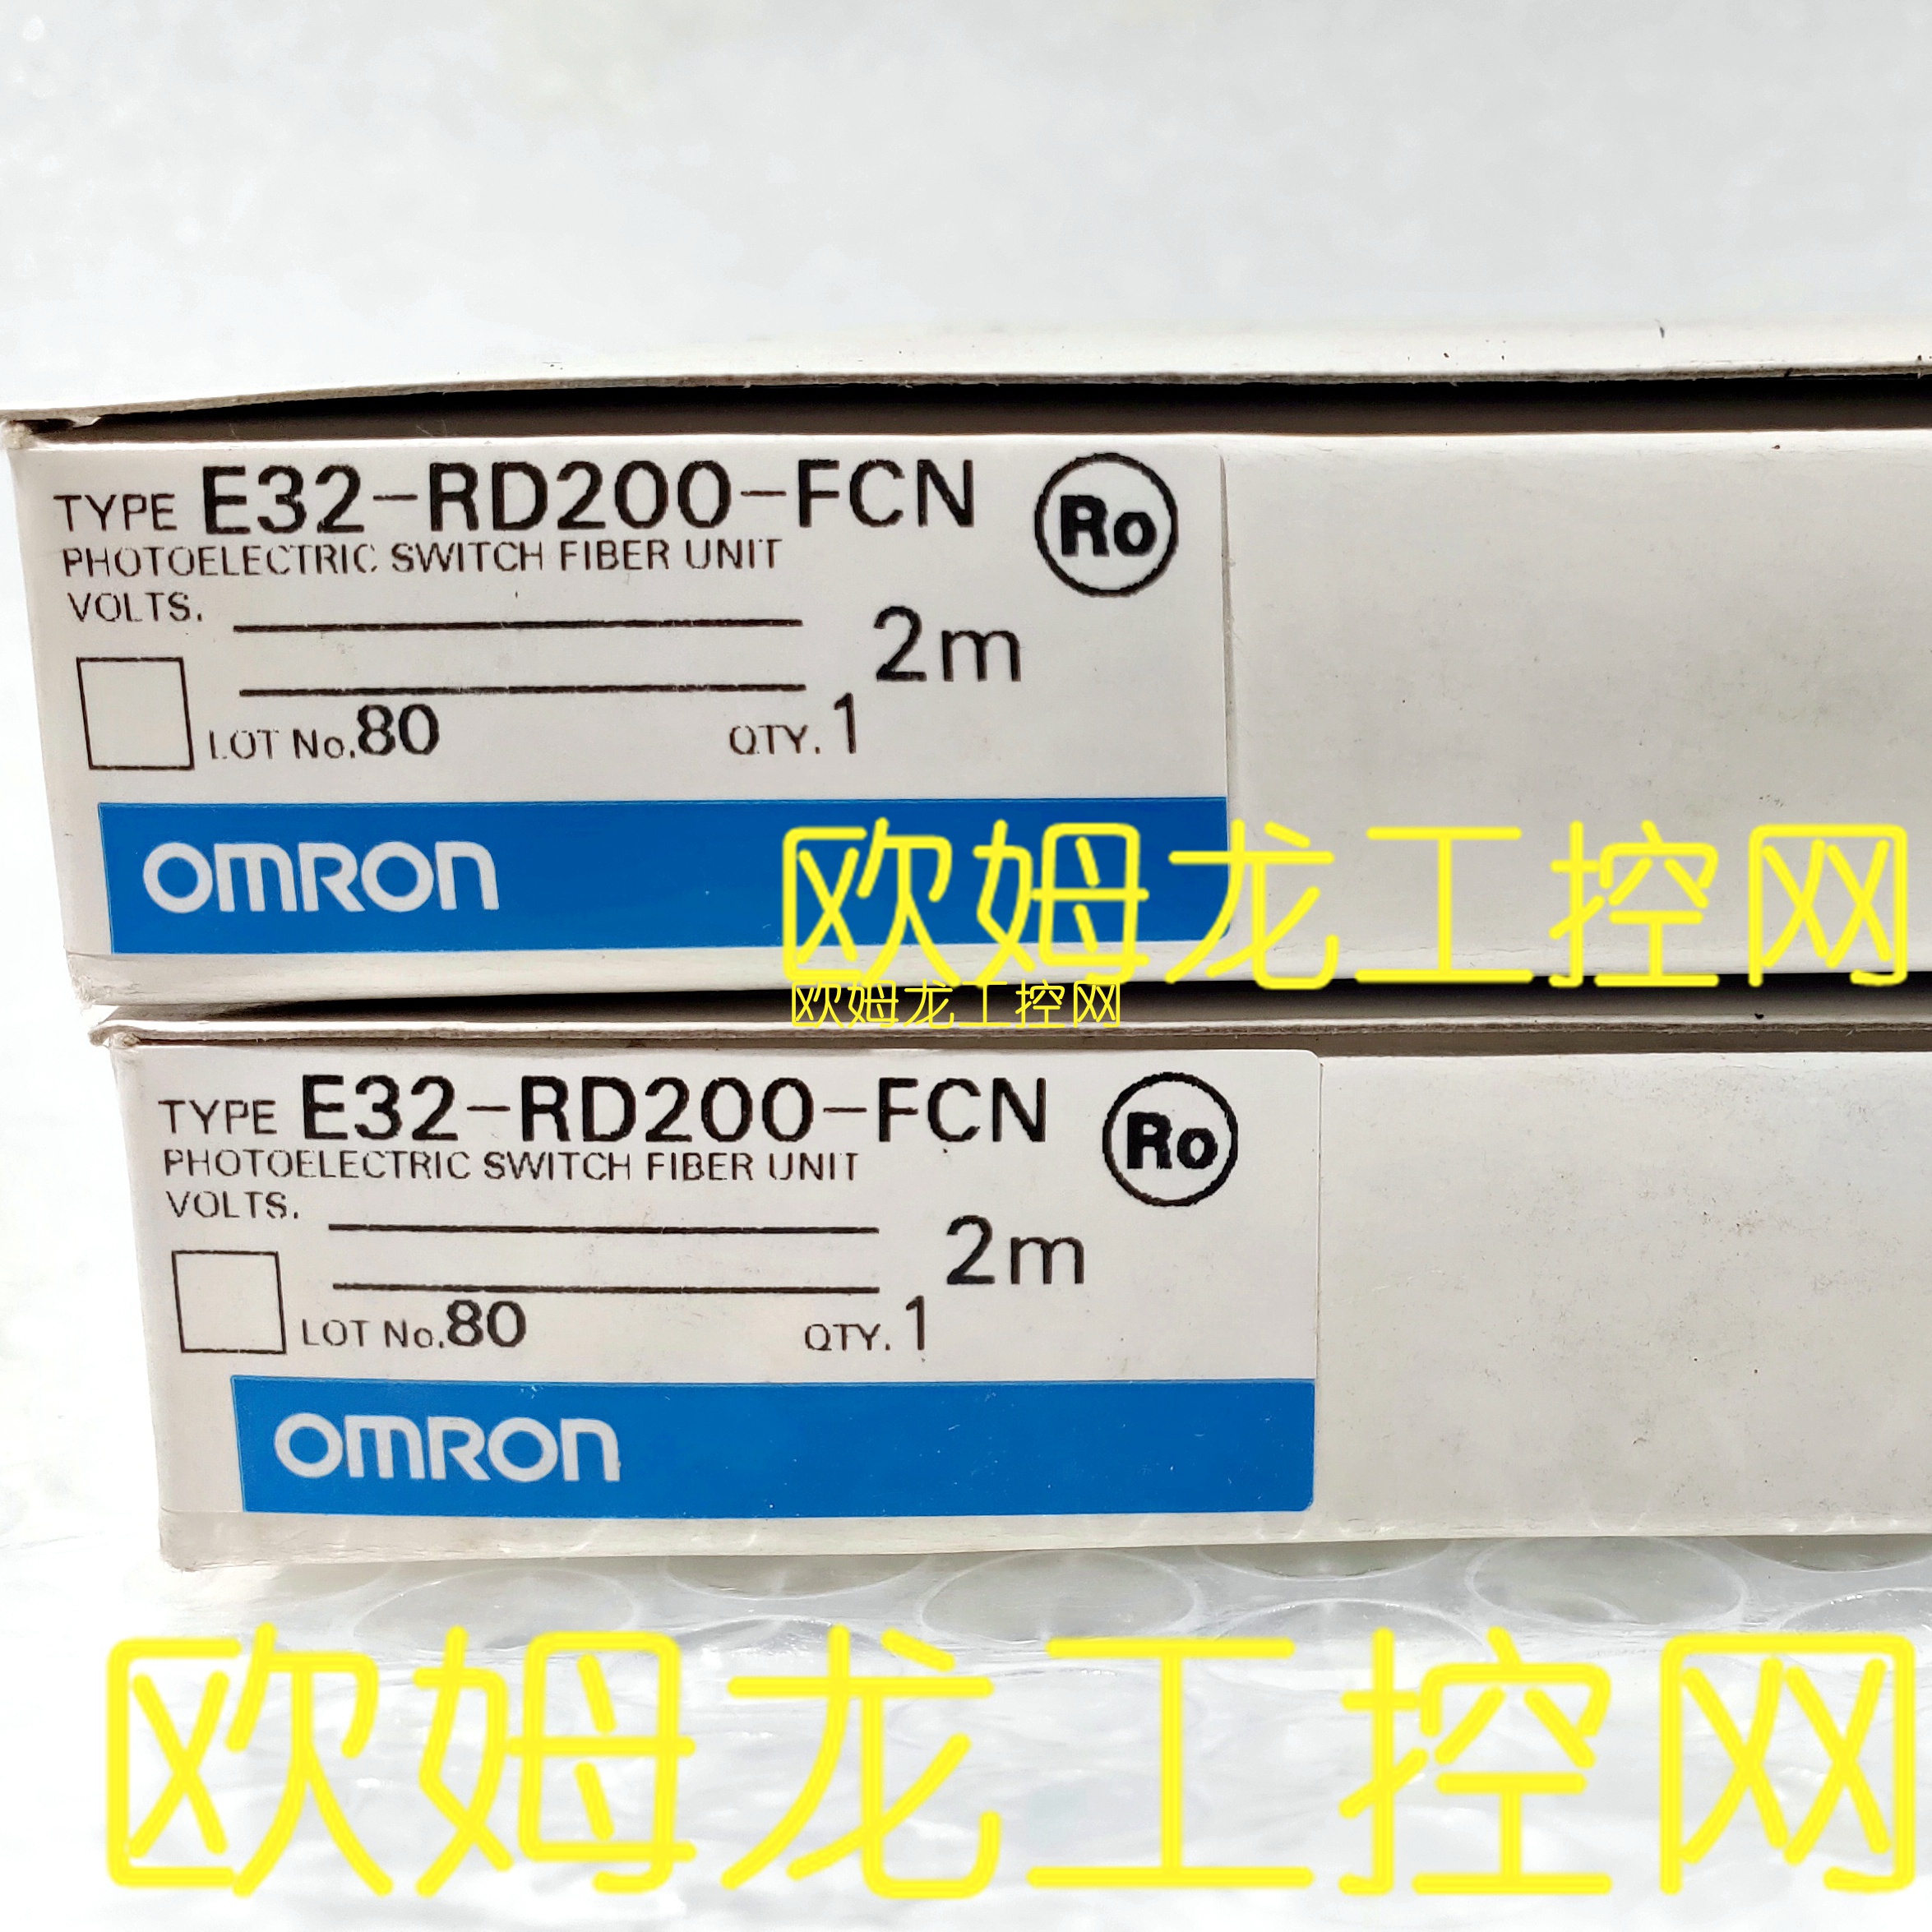 TYPE E32-RD200-FCN Ro
PHOTOELECTRIC SWITCH FIBER UNIT
VOLTS.
2m
LOT No.80 QTY.1
OMRON
欧姆龙工控网
欧姆龙工控网
TYPE E32-RD200-FCN Ro
PHOTOELECTRIC SWITCH FIBER UNIT
VOLTS.
2m
LOT No.80 QTY.1
OMRON
欧姆龙工控网